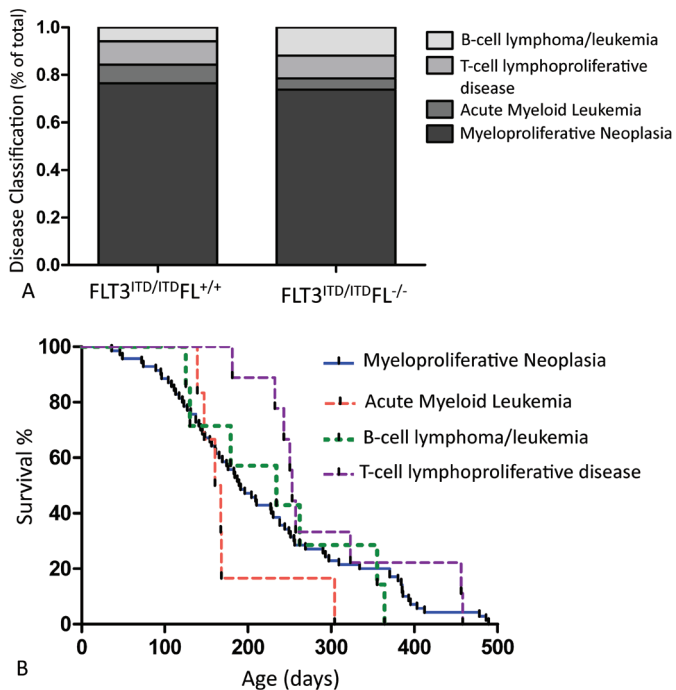 Disease Classification (% of total)
1.0
0.8
0.6
0.4
0.2
0.0
B-cell lymphoma/leukemia
T-cell lymphoproliferative
disease
Acute Myeloid Leukemia
Myeloproliferative Neoplasia
FLT3ITD/ITDFL+/+
FLT3ITD/ITDFL-/-
A
Survival %
100
80
60
40
20
0
Myeloproliferative Neoplasia
Acute Myeloid Leukemia
B-cell lymphoma/leukemia
T-cell lymphoproliferative disease
0 100 200 300 400 500
Age (days)
B